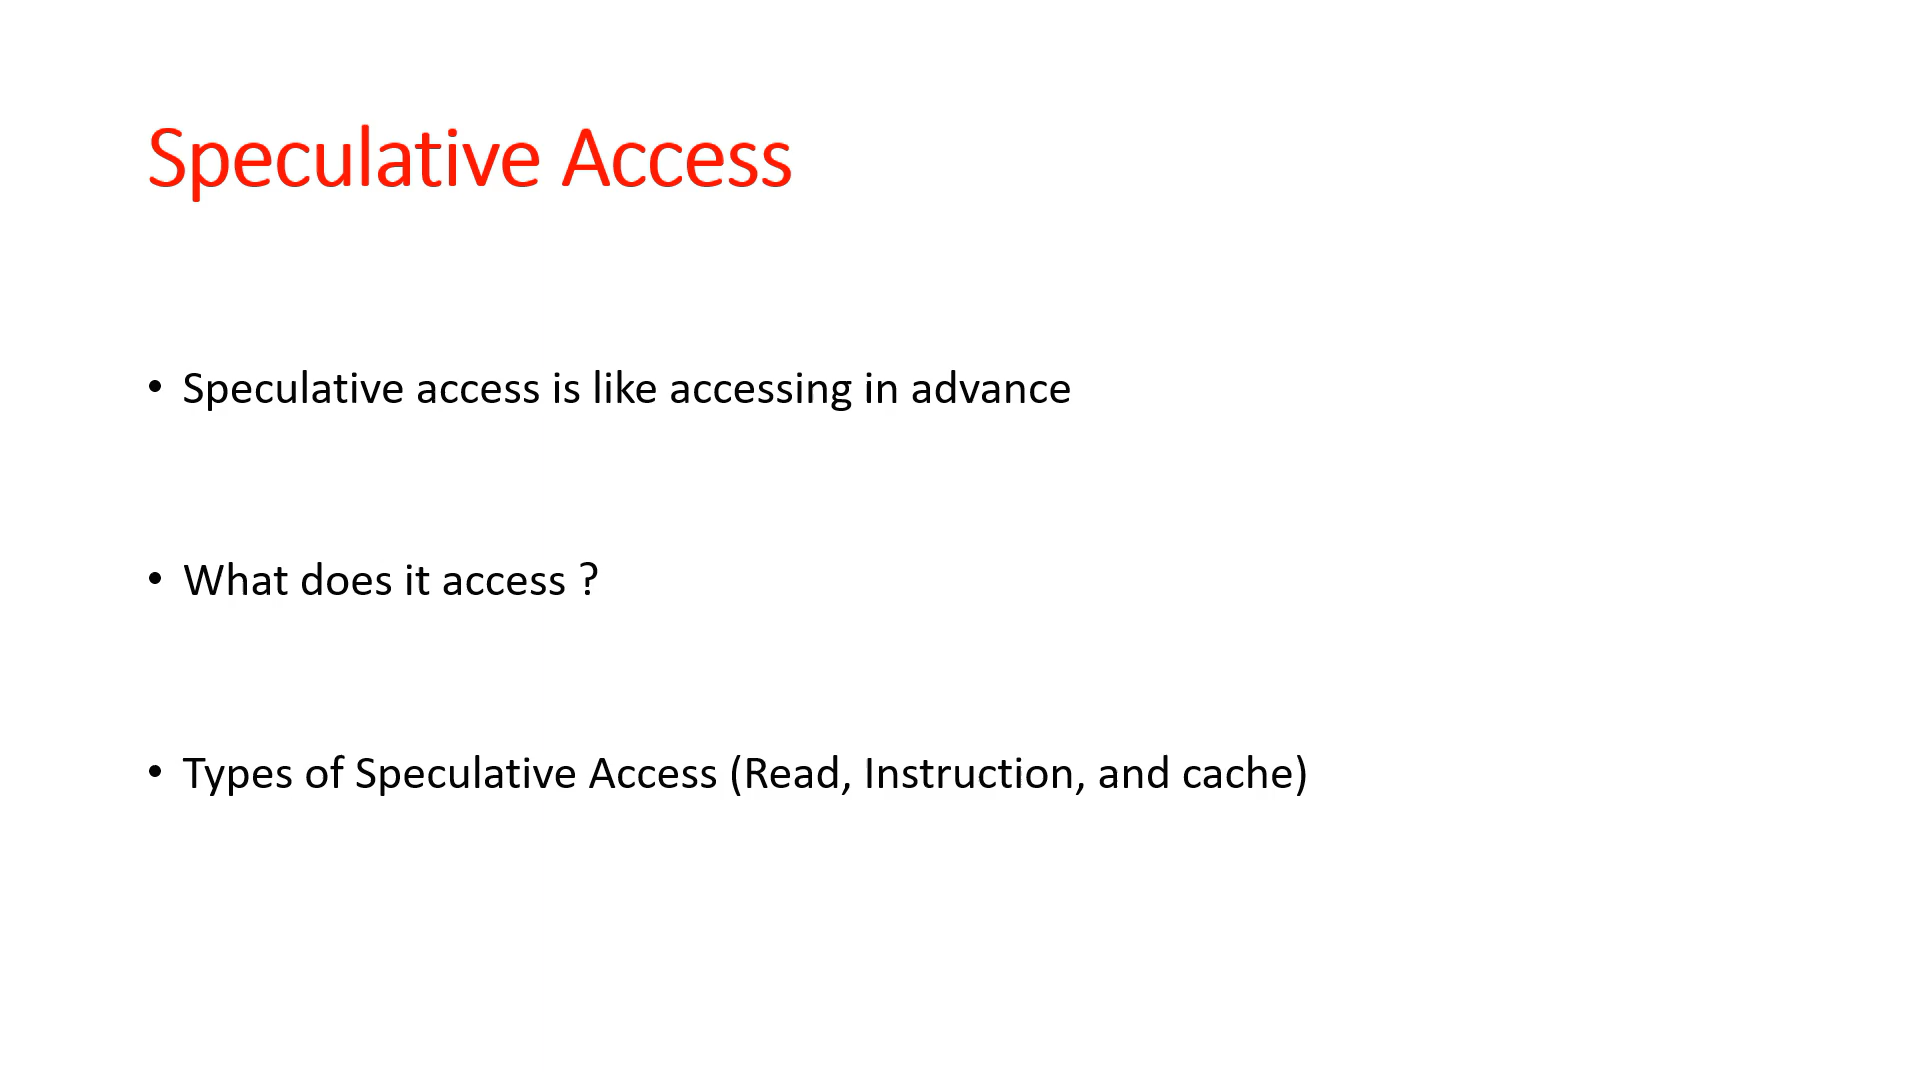 Speculative Access
• Speculative access is like accessing in advance
• What does it access ?
• Types of Speculative Access (Read, Instruction, and cache)